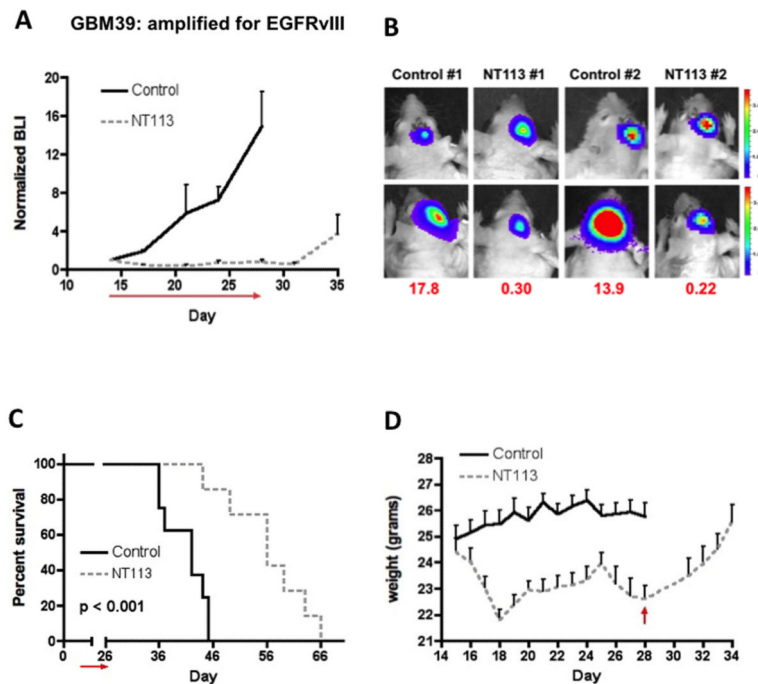 A
GBM39: amplified for EGFRvIII
20
16
12
8
4
0
Normalized BLI
Control
NT113
10 15 20 25 30 35
Day
B
Control #1 NT113 #1 Control #2 NT113 #2
17.8 0.30 13.9 0.22
C
100
80
60
40
20
0
Percent survival
Control
NT113
p < 0.001
0 26 36 46 56 66
Day
D
Control
NT113
28
27
26
25
24
23
22
21
weight (grams)
14 16 18 20 22 24 26 28 30 32 34
Day